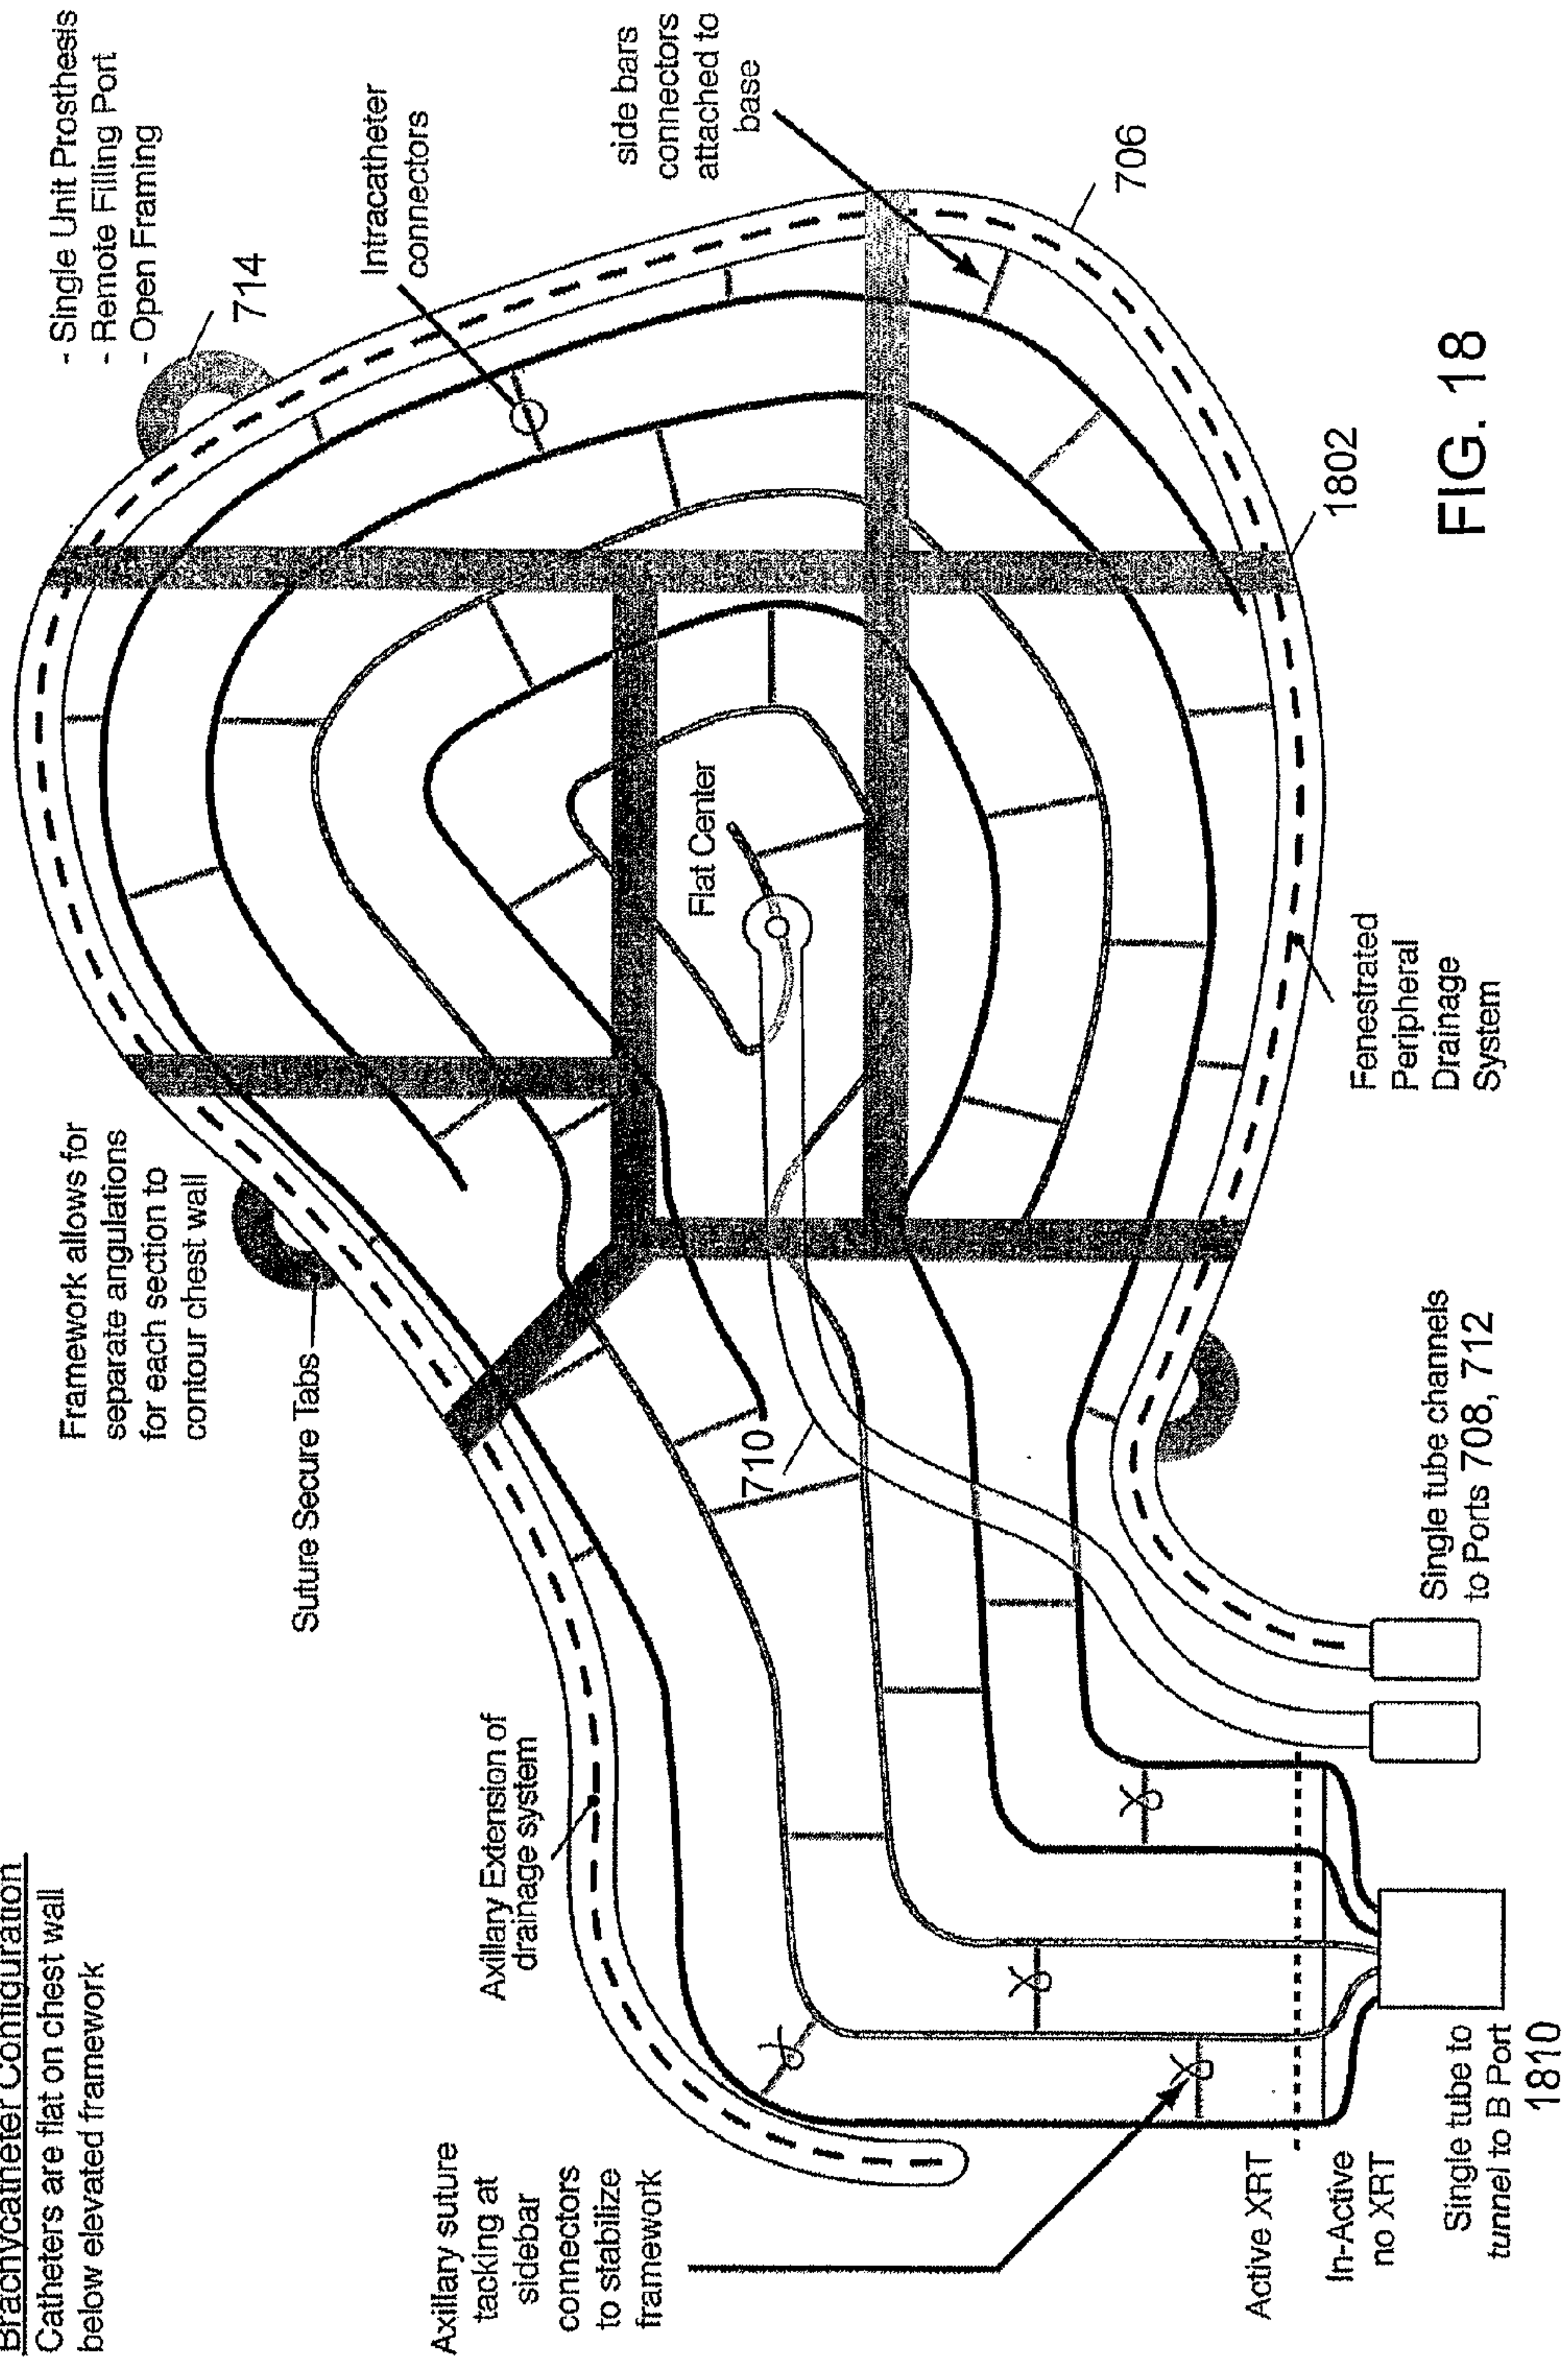 Brachycatheter Configuration
Catheters are flat on chest wall
below elevated framework
Framework allows for
separate angulations
for each section to
contour chest wall
- Single Unit Prosthesis
- Remote Filling Port
- Open Framing
714
Suture Secure Tabs
Intracatheter
connectors
Axillary Extension of
drainage system
Axillary suture
tacking at
sidebar
connectors
to stabilize
framework
side bars
connectors
attached to
base
Flat Center
710
706
Active XRT
In-Active
no XRT
1802
Fenestrated
Peripheral
Drainage
System
Single tube channels
to Ports 708, 712
Single tube to
tunnel to B Port
1810
FIG. 18